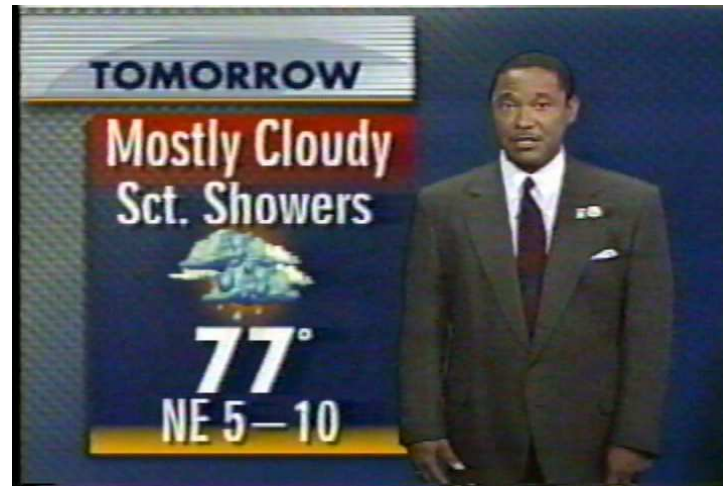 TOMORROW
Mostly Cloudy
Sct. Showers
77°
NE 5–10